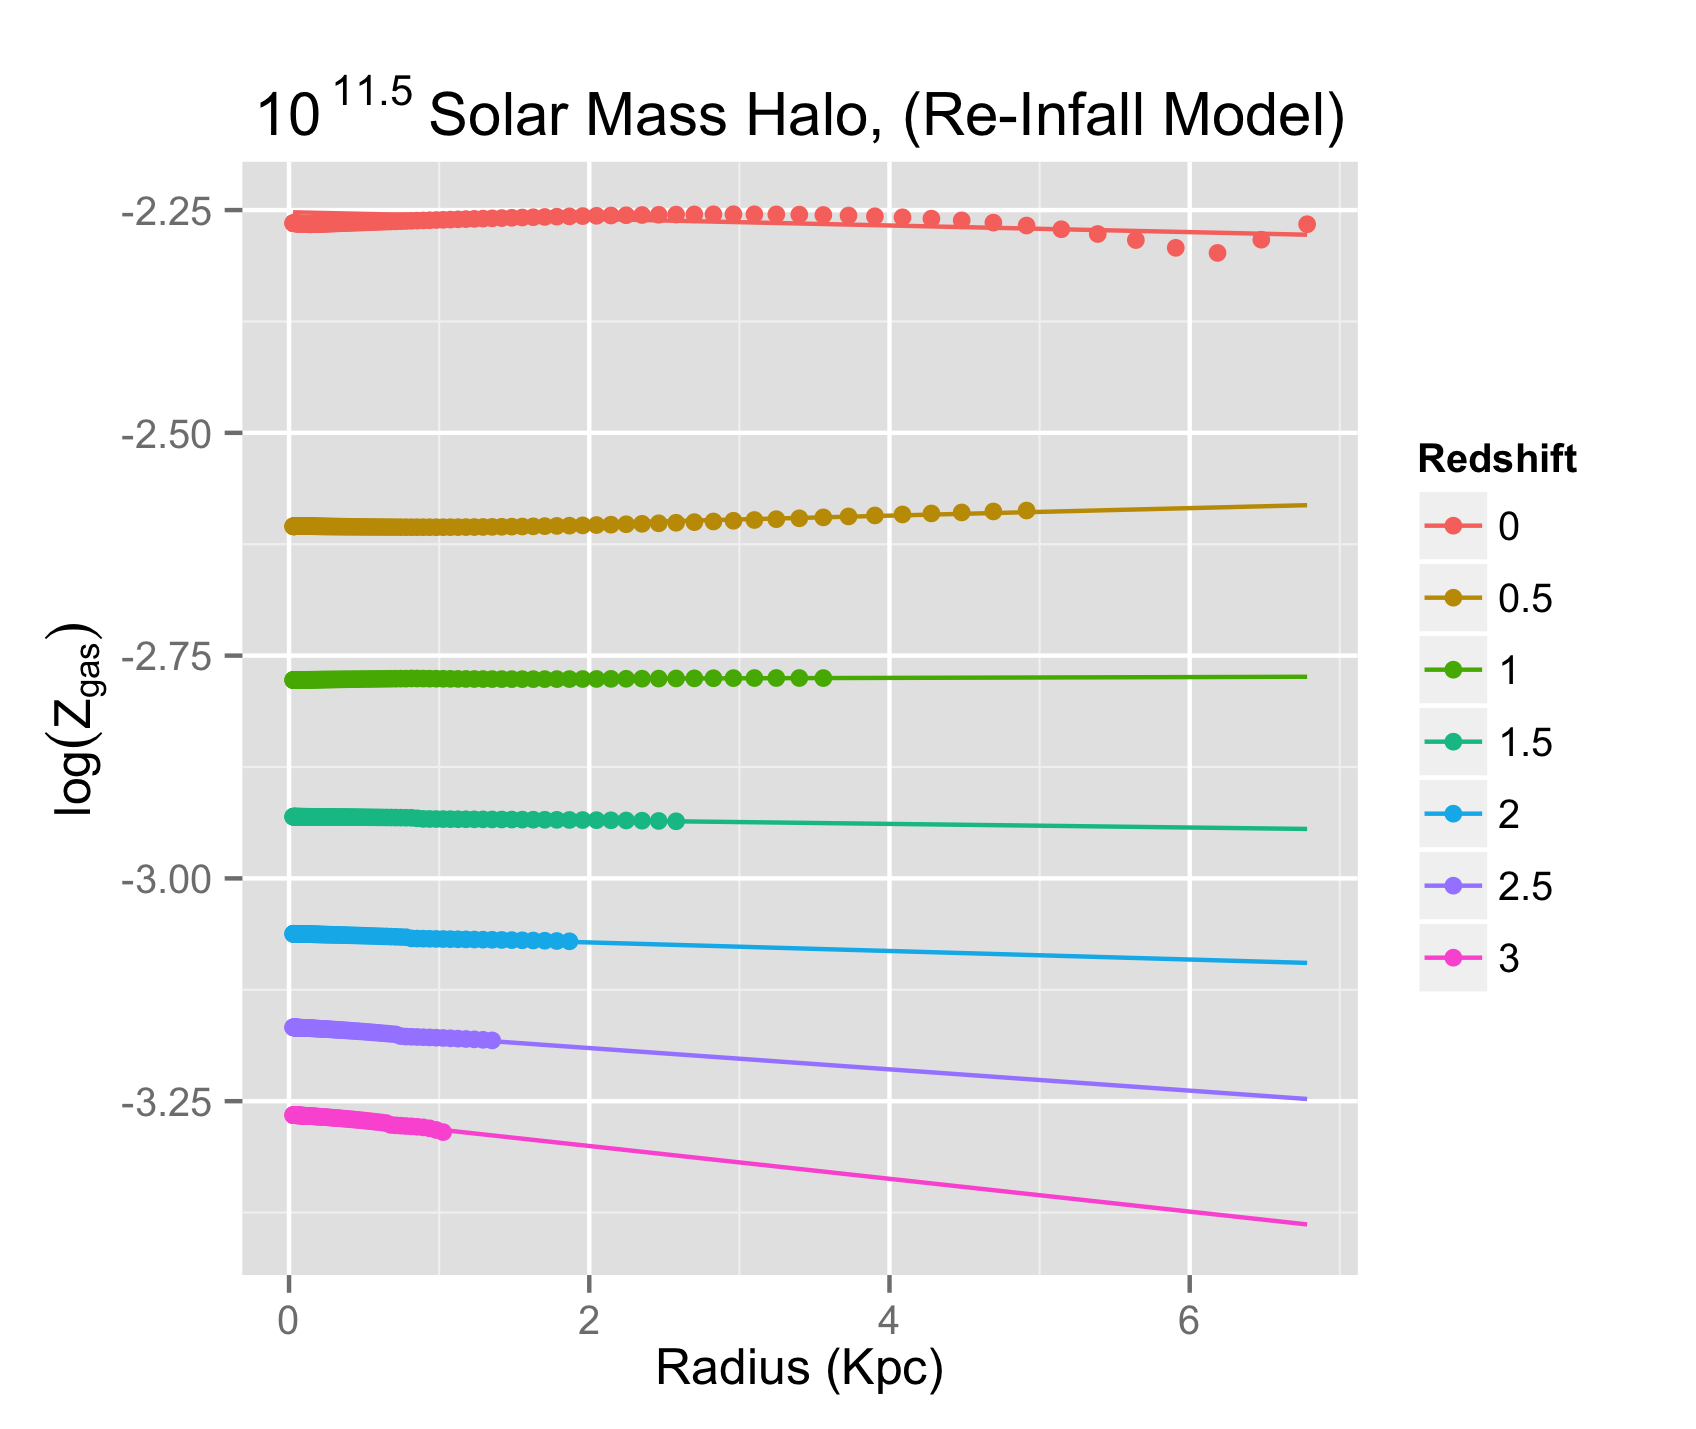 10^11.5 Solar Mass Halo, (Re-Infall Model)
-2.25
-2.50
-2.75
-3.00
-3.25
log(Z_gas)
0 2 4 6
Radius (Kpc)
Redshift
0
0.5
1
1.5
2
2.5
3